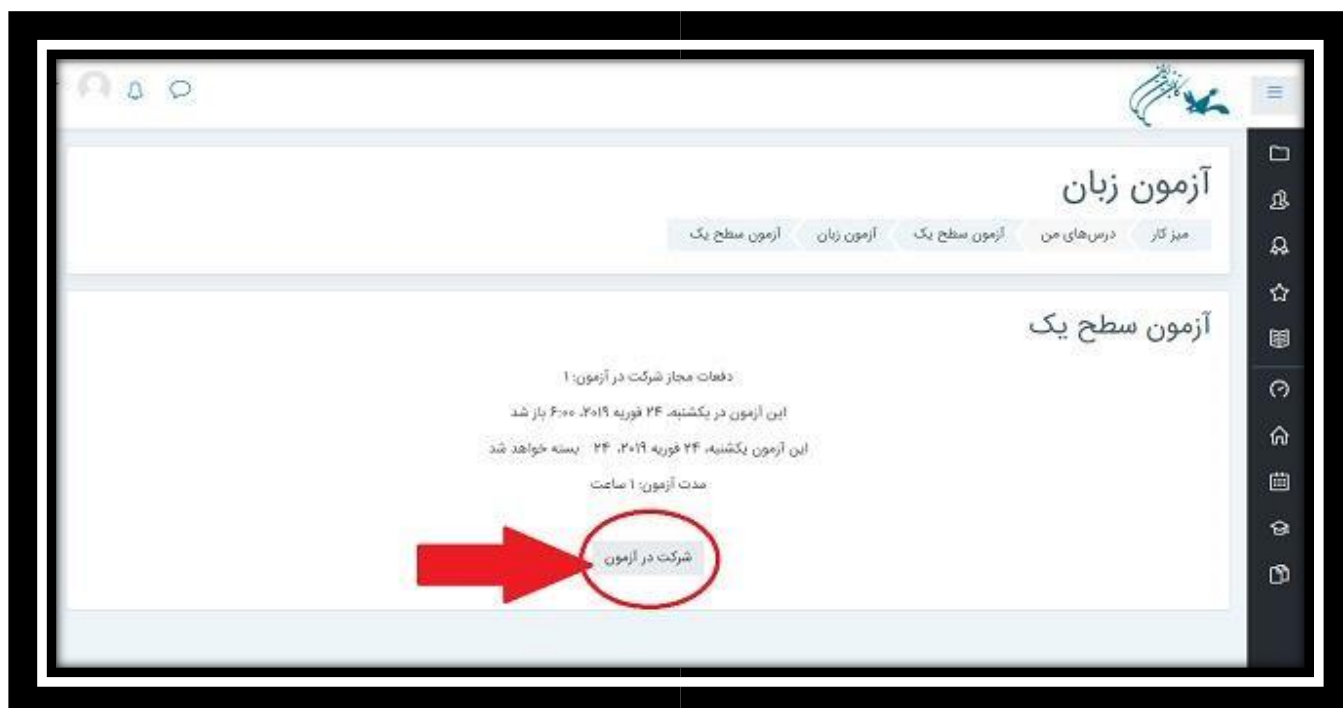 آزمون زبان
میز کار درس‌های من آزمون سطح یک آزمون زبان آزمون سطح یک
آزمون سطح یک
دفعات مجاز شرکت در آزمون: ۱
این آزمون در یکشنبه، ۲۴ فوریه ۲۰۱۹، ۶:۰۰ باز شد
این آزمون یکشنبه، ۲۴ فوریه ۲۰۱۹، ۲۴ بسته خواهد شد
مدت آزمون: ۱ ساعت
شرکت در آزمون